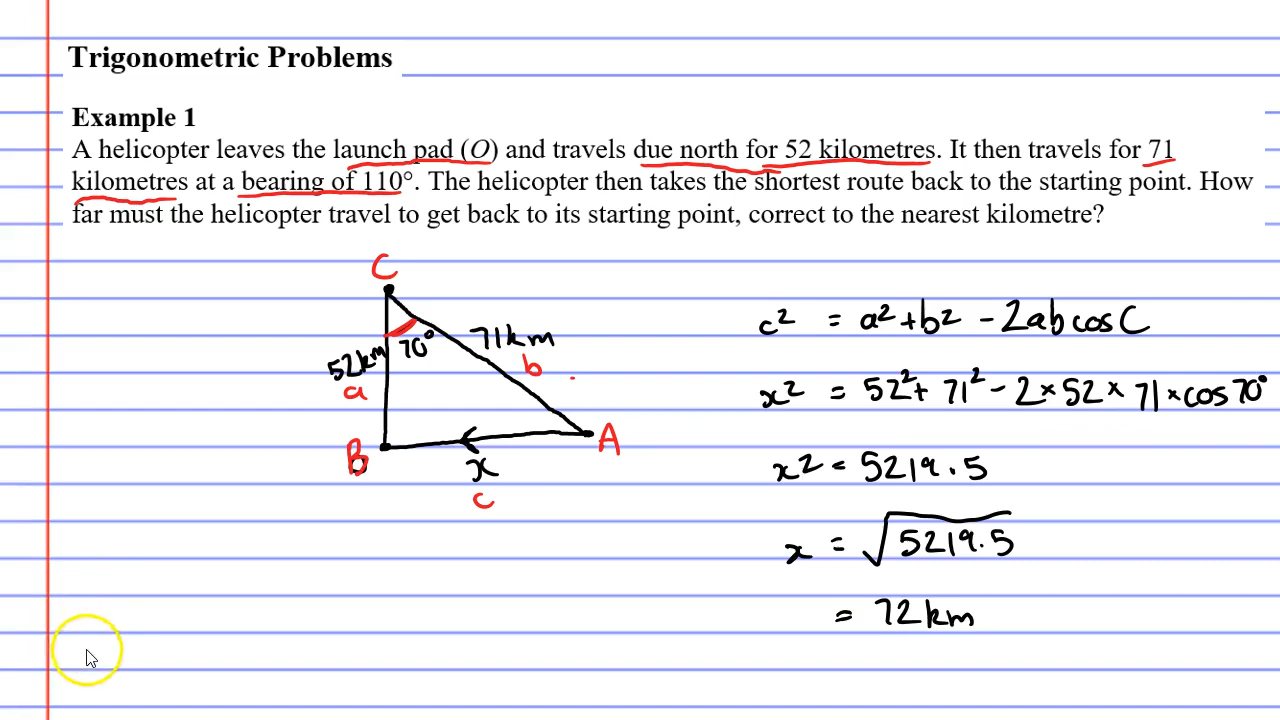 Trigonometric Problems
Example 1
A helicopter leaves the launch pad (O) and travels due north for 52 kilometres. It then travels for 71
kilometres at a bearing of 110°. The helicopter then takes the shortest route back to the starting point. How
far must the helicopter travel to get back to its starting point, correct to the nearest kilometre?
C
52km
70°
71km
a
b
B
A
x
c
c² = a² + b² - 2ab cos C
x² = 52² + 71² - 2 × 52 × 71 × cos 70°
x² = 5219.5
x = √5219.5
= 72km